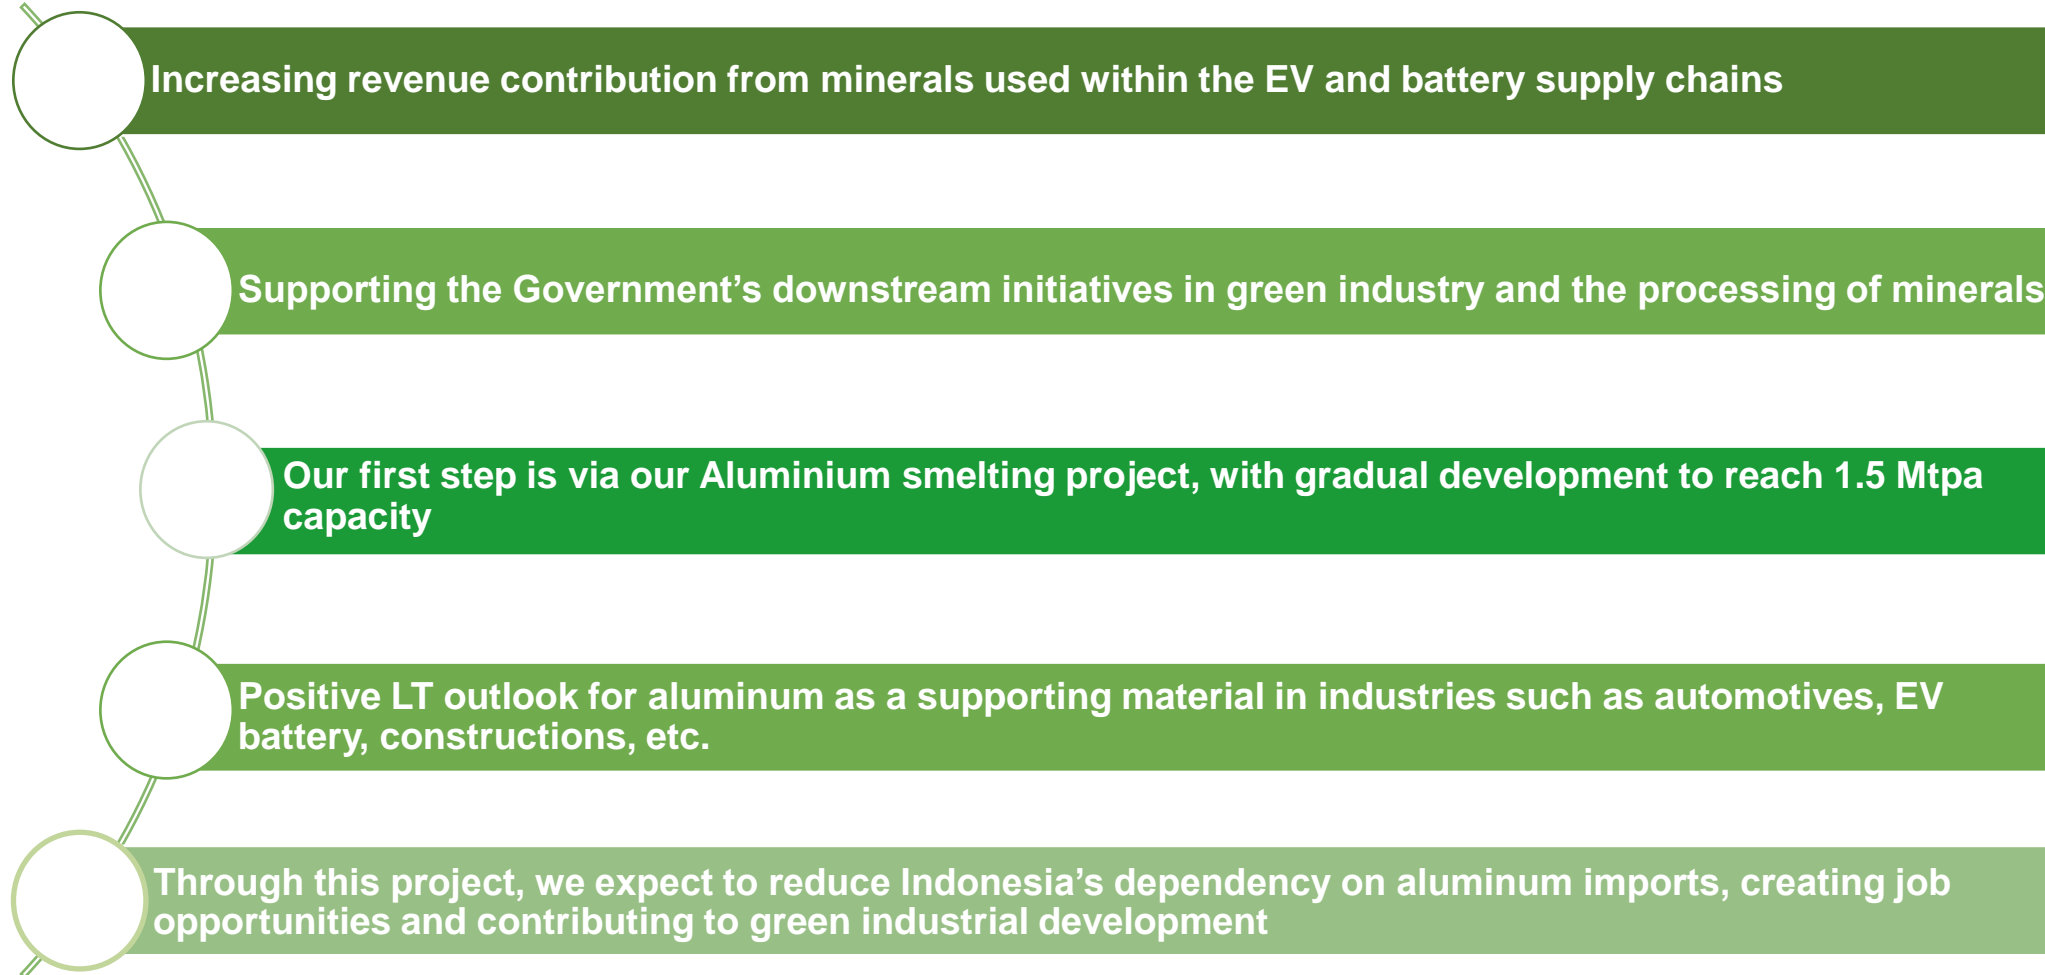 Increasing revenue contribution from minerals used within the EV and battery supply chains
Supporting the Government’s downstream initiatives in green industry and the processing of minerals
Our first step is via our Aluminium smelting project, with gradual development to reach 1.5 Mtpa
capacity
Positive LT outlook for aluminum as a supporting material in industries such as automotives, EV
battery, constructions, etc.
Through this project, we expect to reduce Indonesia’s dependency on aluminum imports, creating job
opportunities and contributing to green industrial development